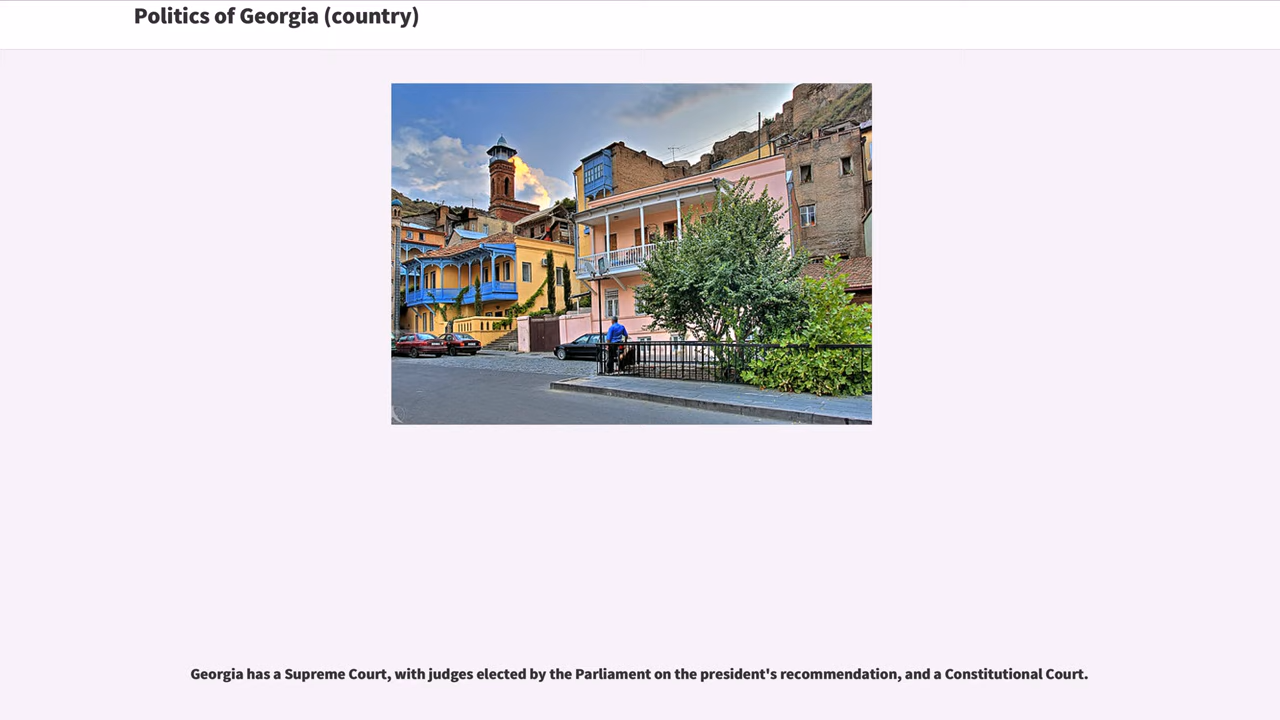 Politics of Georgia (country)
Georgia has a Supreme Court, with judges elected by the Parliament on the president's recommendation, and a Constitutional Court.